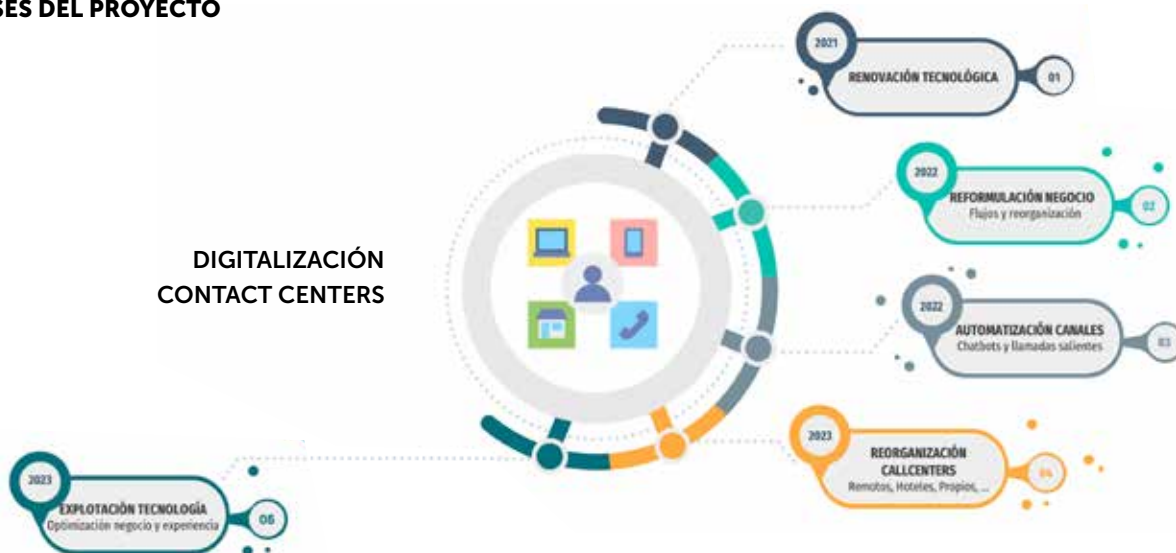 SES DEL PROYECTO
2021
RENOVACIÓN TECNOLÓGICA
01
2022
REFORMULACIÓN NEGOCIO
Flujos y reorganización
02
DIGITALIZACIÓN
CONTACT CENTERS
2022
AUTOMATIZACIÓN CANALES
Chatbots y llamadas salientes
03
2023
REORGANIZACIÓN
CALLCENTERS
Remotos, Hoteles, Propios, ...
04
2023
EXPLOTACIÓN TECNOLOGÍA
Optimización negocio y experiencia
05